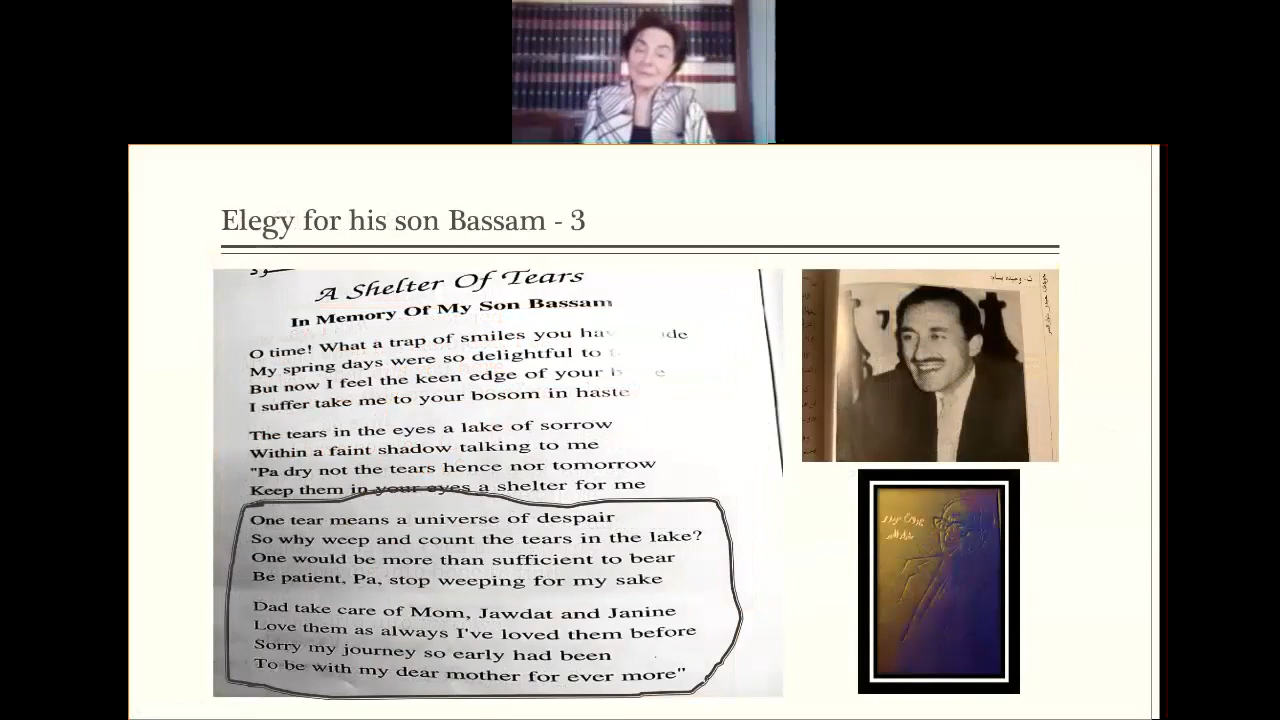 Elegy for his son Bassam - 3
A Shelter Of Tears
In Memory Of My Son Bassam
O time! What a trap of smiles you
My spring days were so delightful to
But now I feel the keen edge of your
I suffer take me to your bosom in haste
The tears in the eyes a lake of sorrow
Within a faint shadow talking to me
"Pa dry not the tears hence nor tomorrow
Keep them in your eyes a shelter for me
One tear means a universe of despair
So why weep and count the tears in the lake?
One would be more than sufficient to bear
Be patient, Pa, stop weeping for my sake
Dad take care of Mom, Jawdat and Janine
Love them as always I've loved them before
Sorry my journey so early had been
To be with my dear mother for ever more"